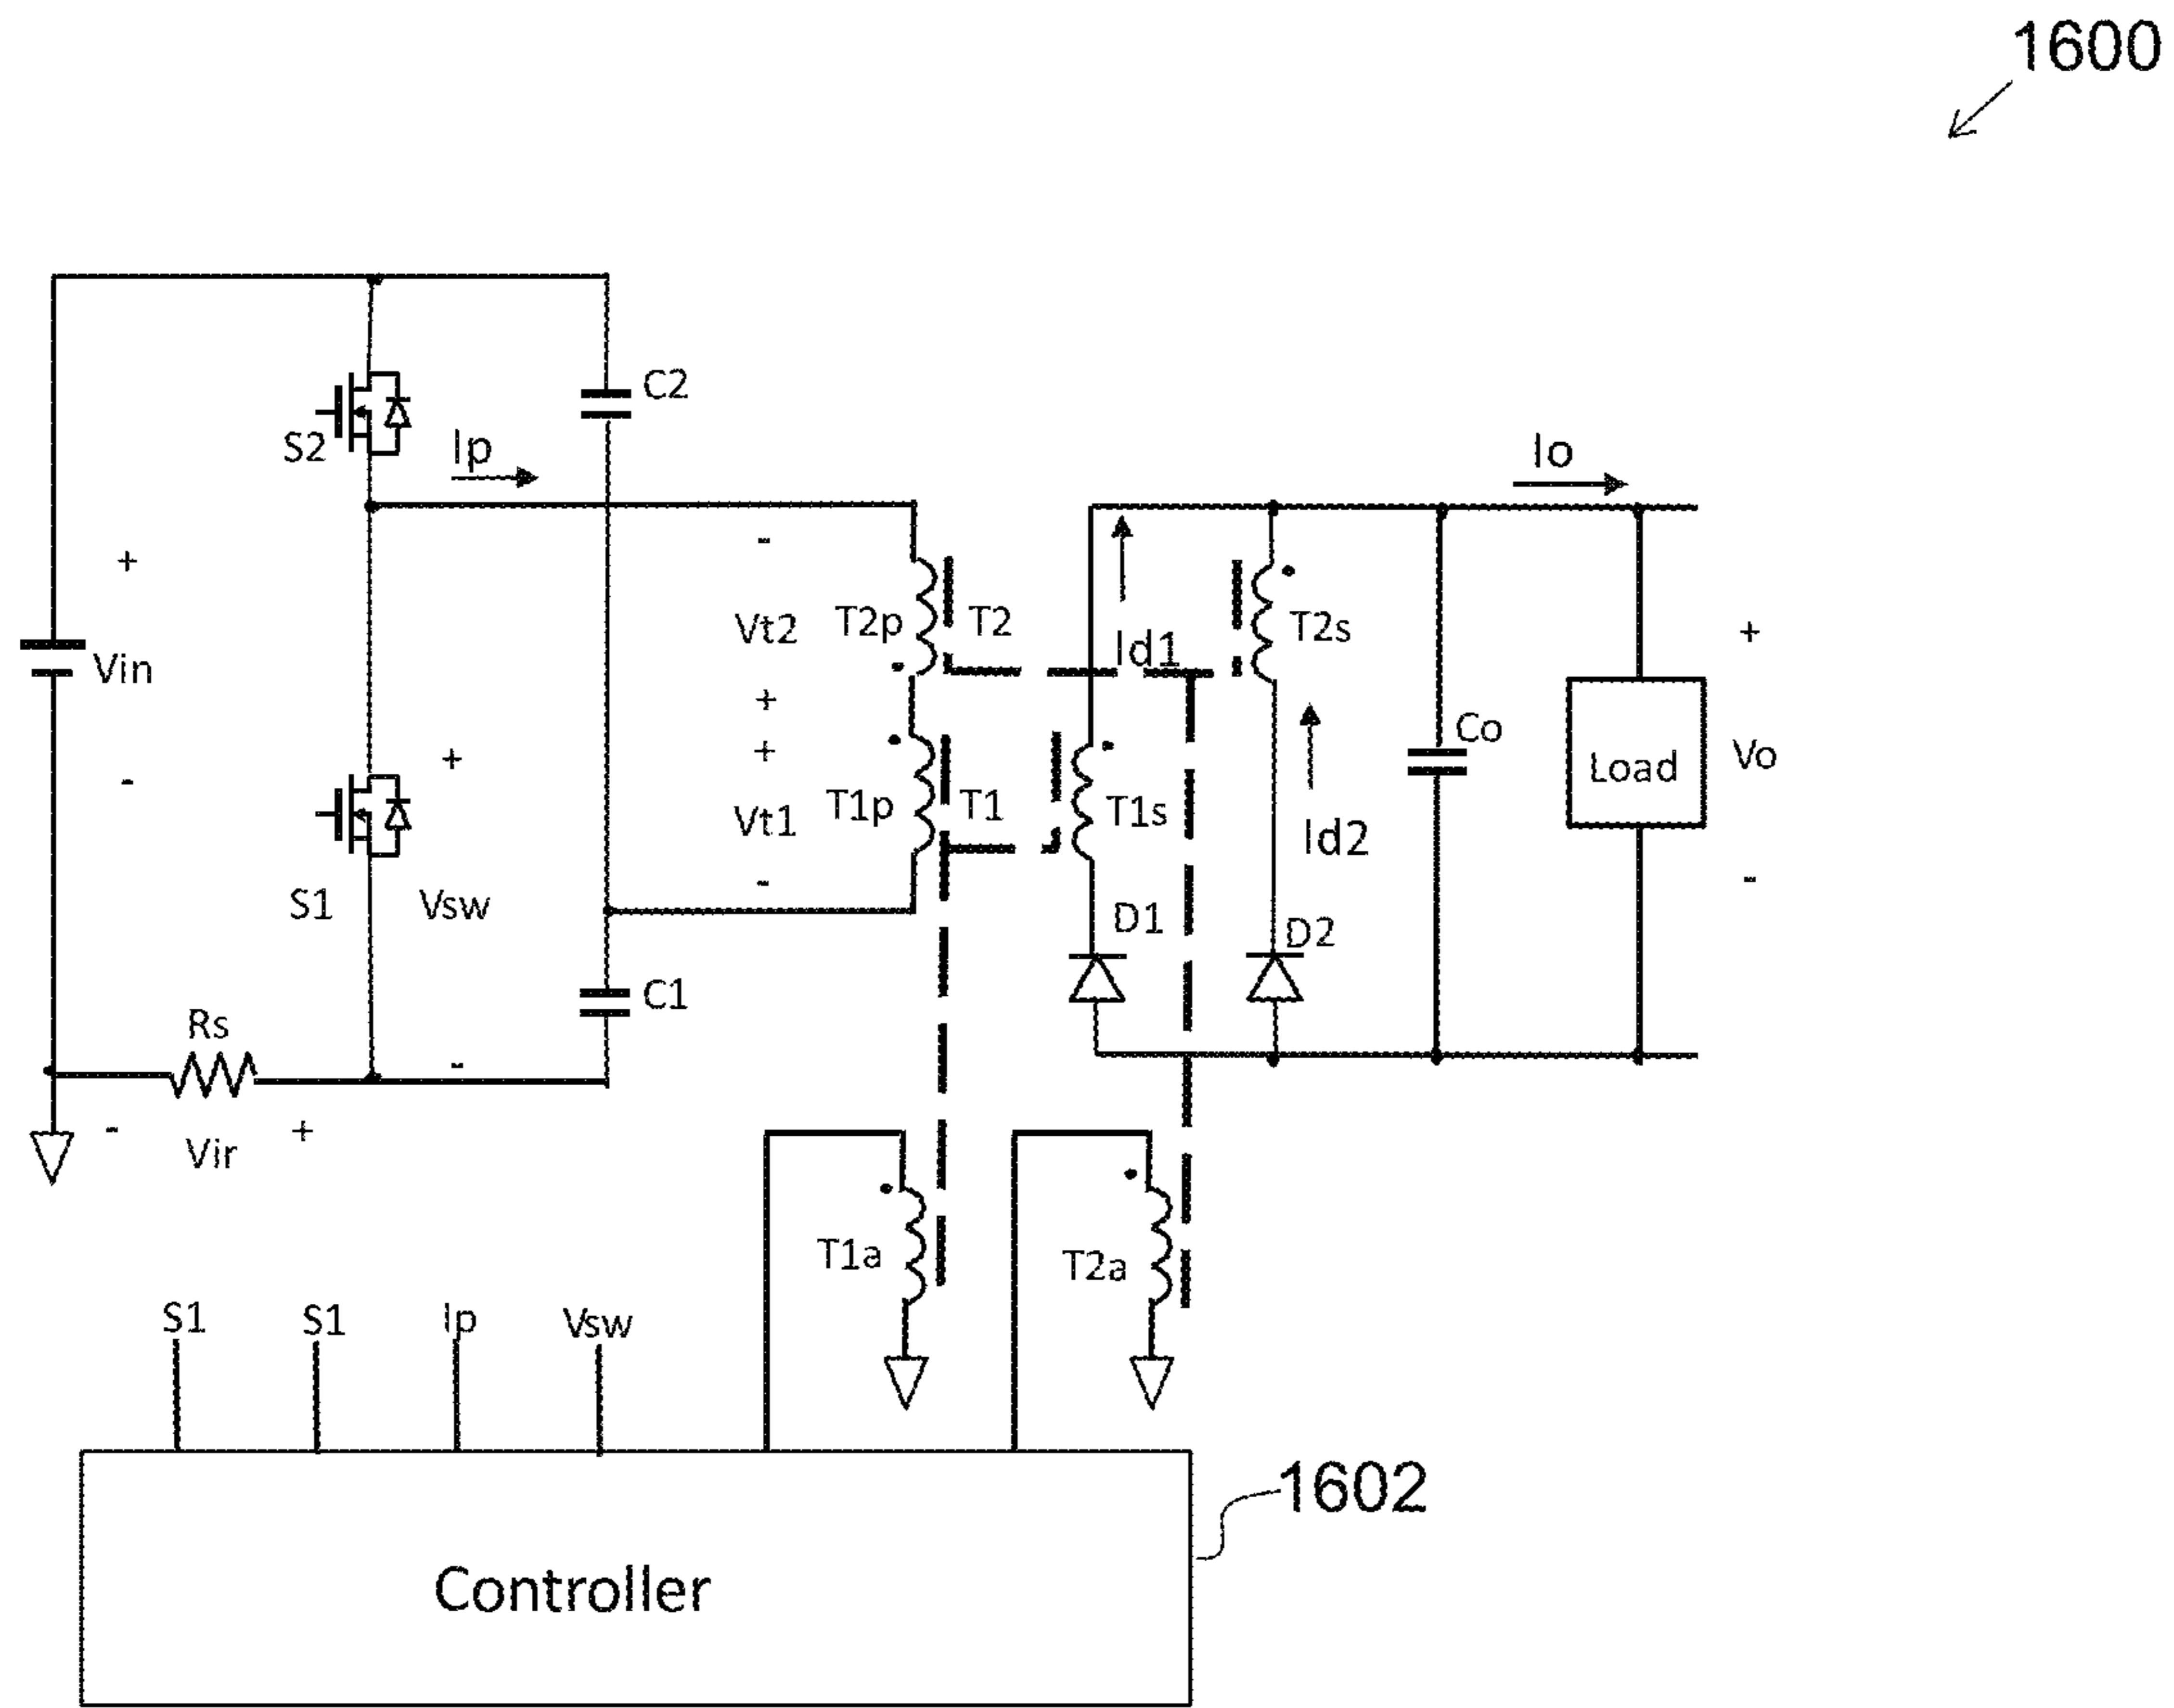 1600
C2
S2
Ip
Io
+
-
Vt2
T2p
T2
Id1
T2s
+
Vin
+
+
Co
Load
Vo
-
+
Vt1
T1p
T1
T1s
Id2
-
-
S1
Vsw
D1
D2
C1
Rs
-
-
Vir
+
T1a
T2a
S1
S1
Ip
Vsw
1602
Controller